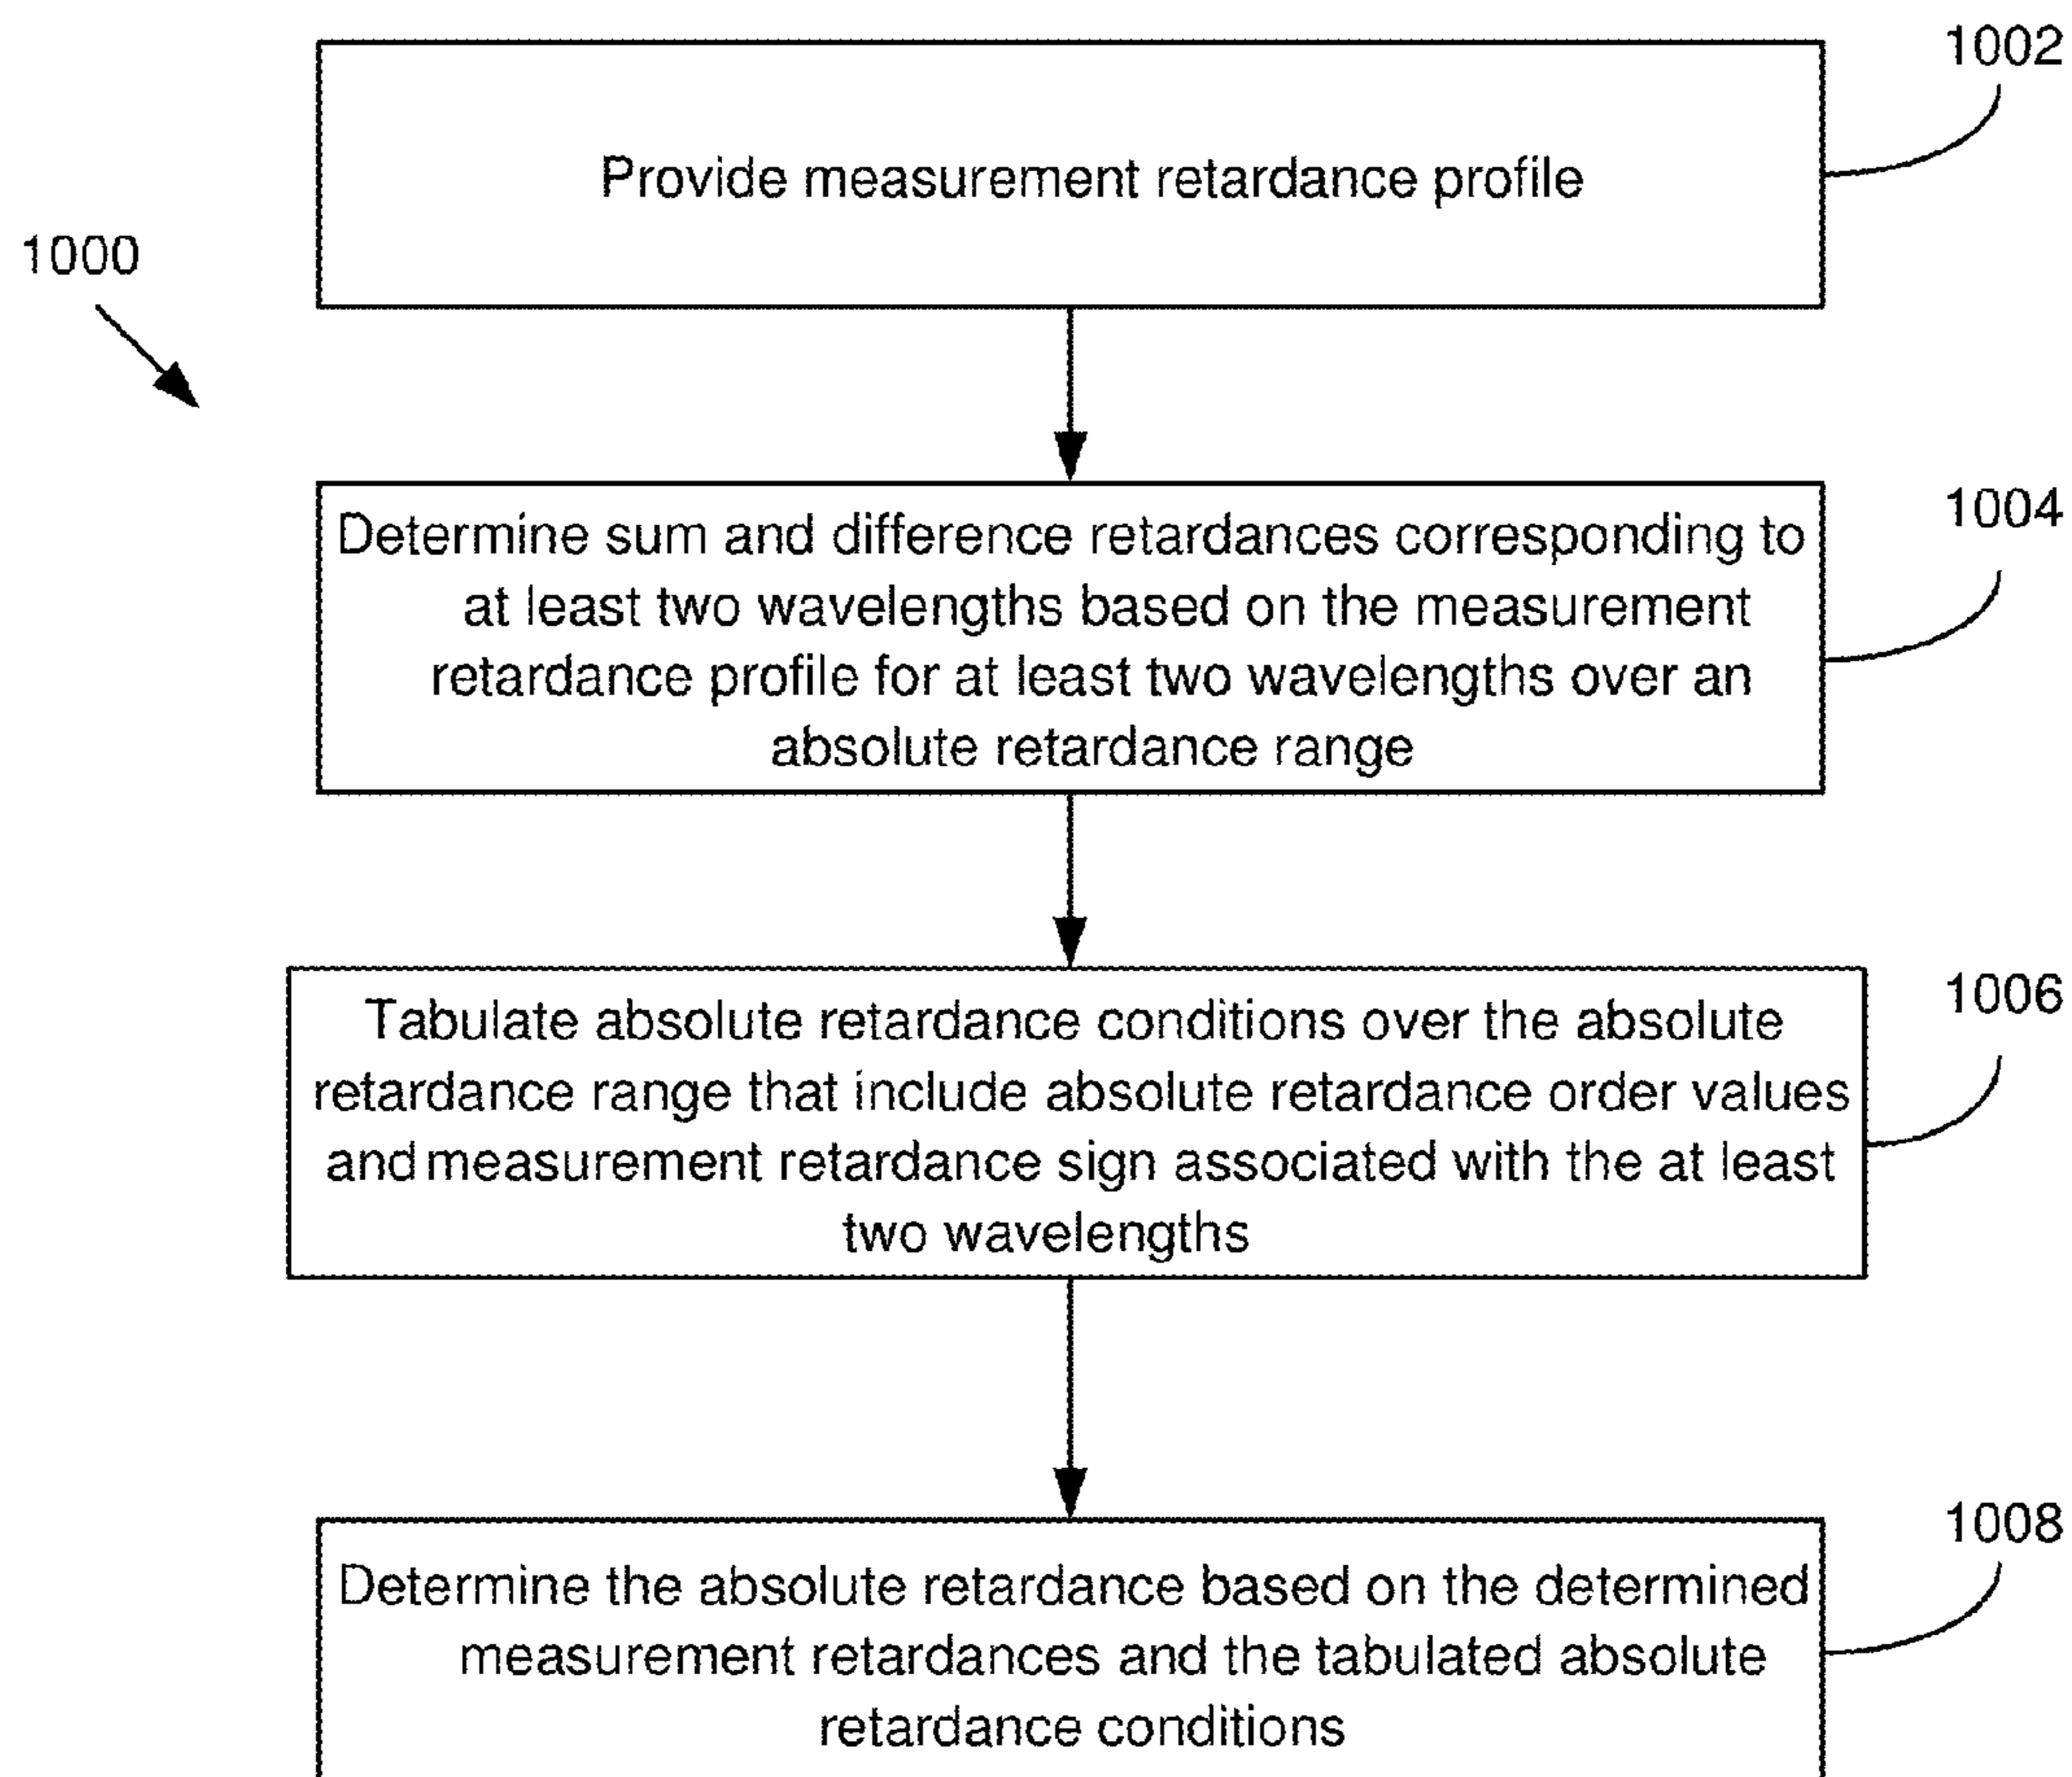 1002
Provide measurement retardance profile
1000
1004
Determine sum and difference retardances corresponding to
at least two wavelengths based on the measurement
retardance profile for at least two wavelengths over an
absolute retardance range
1006
Tabulate absolute retardance conditions over the absolute
retardance range that include absolute retardance order values
and measurement retardance sign associated with the at least
two wavelengths
1008
Determine the absolute retardance based on the determined
measurement retardances and the tabulated absolute
retardance conditions